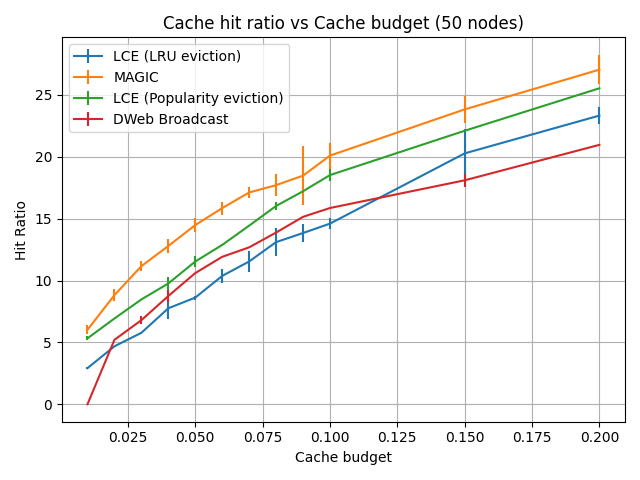 Cache hit ratio vs Cache budget (50 nodes)
LCE (LRU eviction)
MAGIC
LCE (Popularity eviction)
DWeb Broadcast
Hit Ratio
25
20
15
10
5
0
0.025 0.050 0.075 0.100 0.125 0.150 0.175 0.200
Cache budget